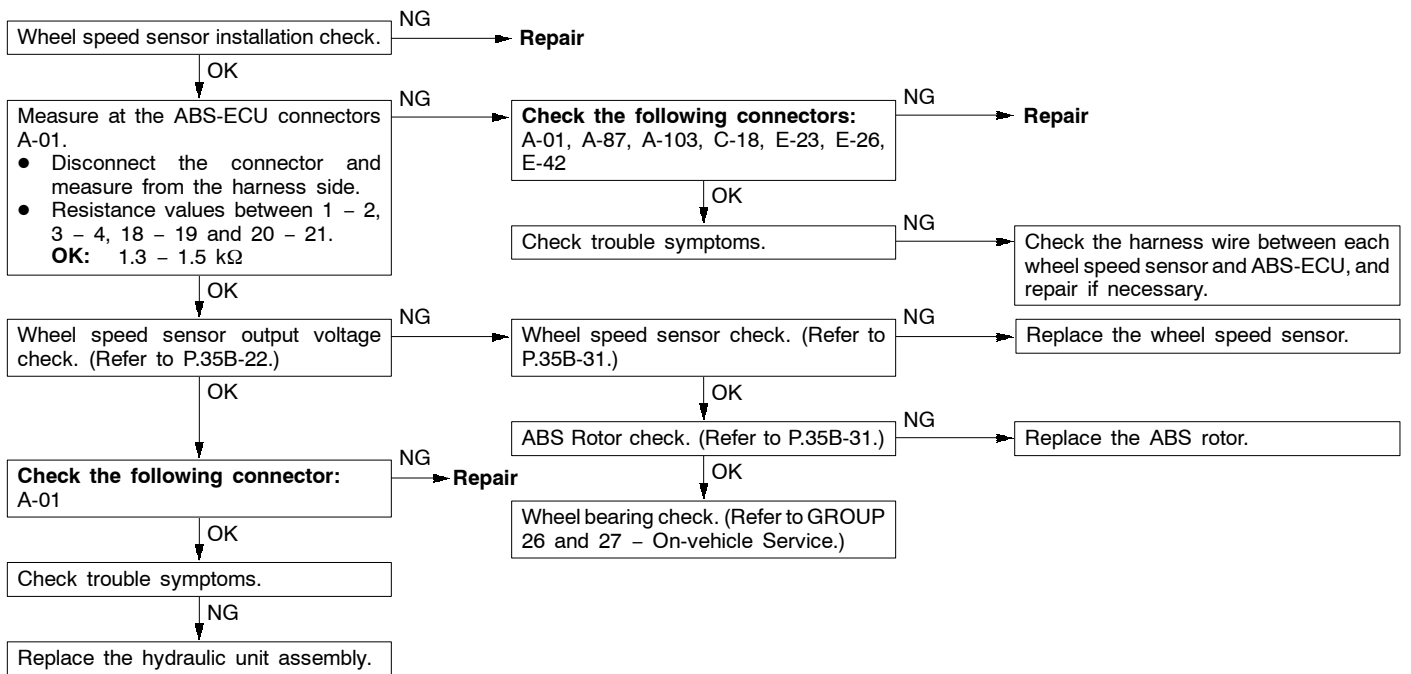 Wheel speed sensor installation check.
NG
Repair
OK
Measure at the ABS-ECU connectors
A-01.
● Disconnect the connector and
measure from the harness side.
● Resistance values between 1 – 2,
3 – 4, 18 – 19 and 20 – 21.
OK: 1.3 – 1.5 kΩ
NG
Check the following connectors:
A-01, A-87, A-103, C-18, E-23, E-26,
E-42
NG
Repair
OK
Check trouble symptoms.
NG
Check the harness wire between each
wheel speed sensor and ABS-ECU, and
repair if necessary.
OK
Wheel speed sensor output voltage
check. (Refer to P.35B-22.)
NG
Wheel speed sensor check. (Refer to
P.35B-31.)
NG
Replace the wheel speed sensor.
OK
ABS Rotor check. (Refer to P.35B-31.)
NG
Replace the ABS rotor.
OK
Wheel bearing check. (Refer to GROUP
26 and 27 – On-vehicle Service.)
OK
Check the following connector:
A-01
NG
Repair
OK
Check trouble symptoms.
NG
Replace the hydraulic unit assembly.